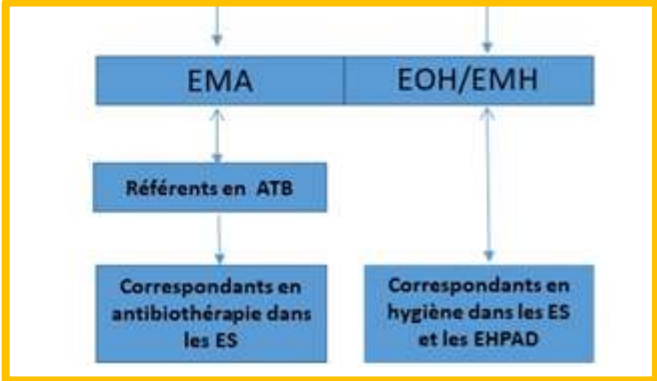 EMA
EOH/EMH
Référents en ATB
Correspondants en
antibiothérapie dans
les ES
Correspondants en
hygiène dans les ES
et les EHPAD